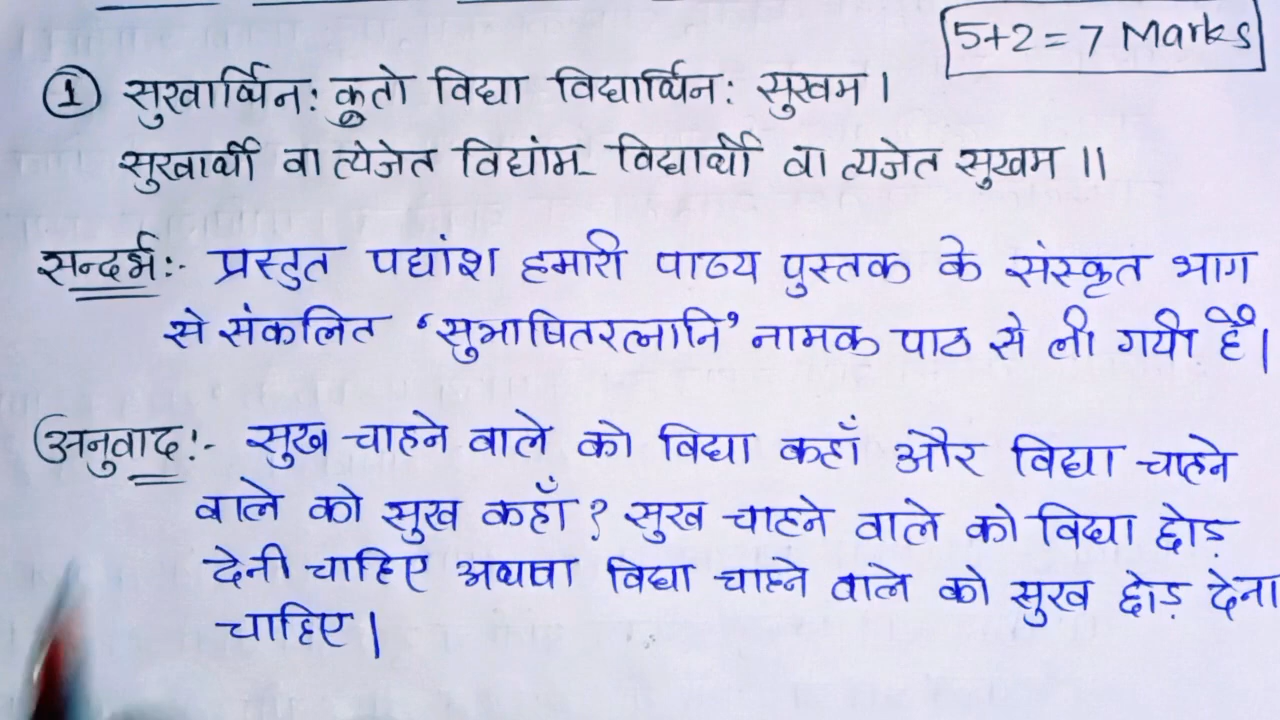 5+2=7 Marks
① सुखार्थिन: कुतो विद्या विद्यार्थिन: सुखम ।
सुखार्थी वा त्येजेत विद्यांम विद्यार्थी वा त्यजेत सुखम ॥
सन्दर्भ:- प्रस्तुत पद्यांश हमारी पाठ्य पुस्तक के संस्कृत भाग
से संकलित 'सुभाषितरत्नानि' नामक पाठ से ली गयी है।
अनुवाद:- सुख चाहने वाले को विद्या कहाँ और विद्या चाहने
वाले को सुख कहाँ ? सुख चाहने वाले को विद्या छोड़
देनी चाहिए अथवा विद्या चाहने वाले को सुख छोड़ देना
चाहिए।